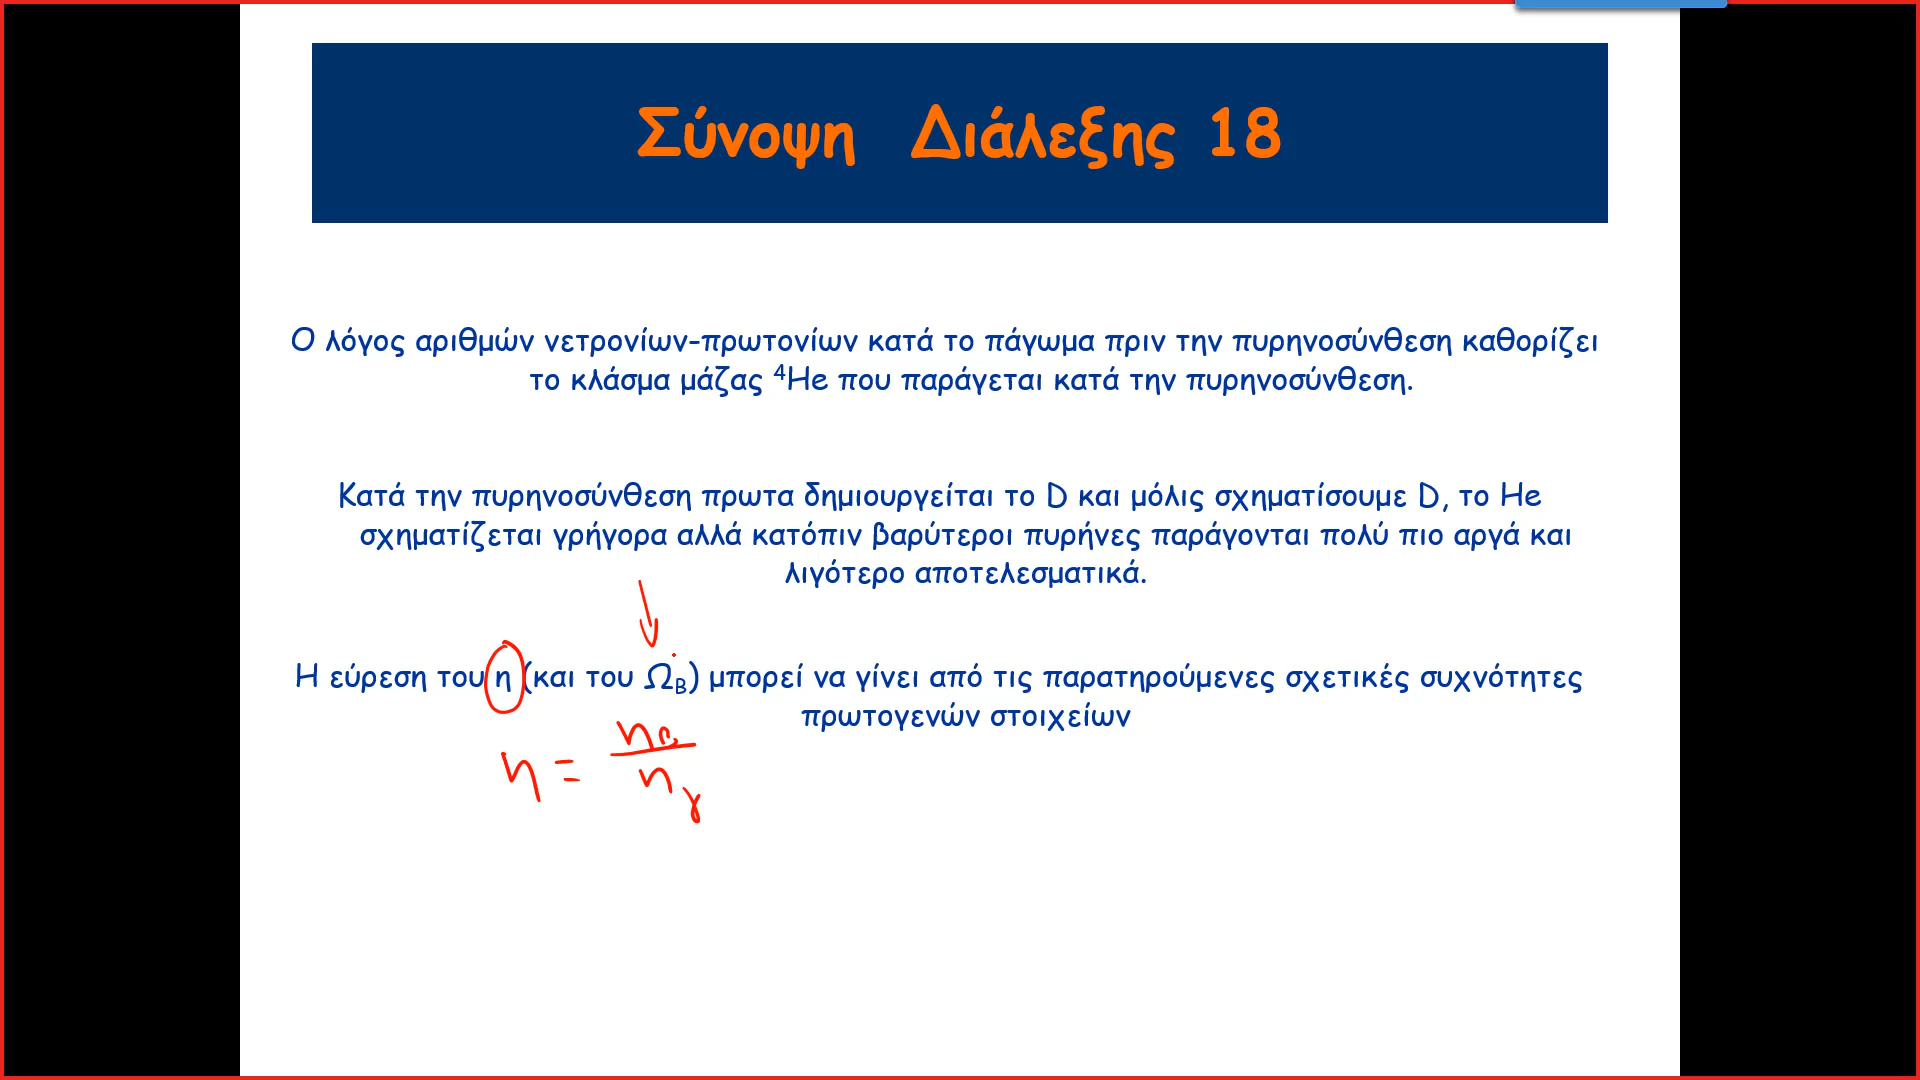 Σύνοψη Διάλεξης 18
Ο λόγος αριθμών νετρονίων-πρωτονίων κατά το πάγωμα πριν την πυρηνοσύνθεση καθορίζει
το κλάσμα μάζας ⁴He που παράγεται κατά την πυρηνοσύνθεση.
Κατά την πυρηνοσύνθεση πρωτα δημιουργείται το D και μόλις σχηματίσουμε D, το He
σχηματίζεται γρήγορα αλλά κατόπιν βαρύτεροι πυρήνες παράγονται πολύ πιο αργά και
λιγότερο αποτελεσματικά.
Η εύρεση του η (και του Ω_Β) μπορεί να γίνει από τις παρατηρούμενες σχετικές συχνότητες
πρωτογενών στοιχείων
η = n_B / n_γ